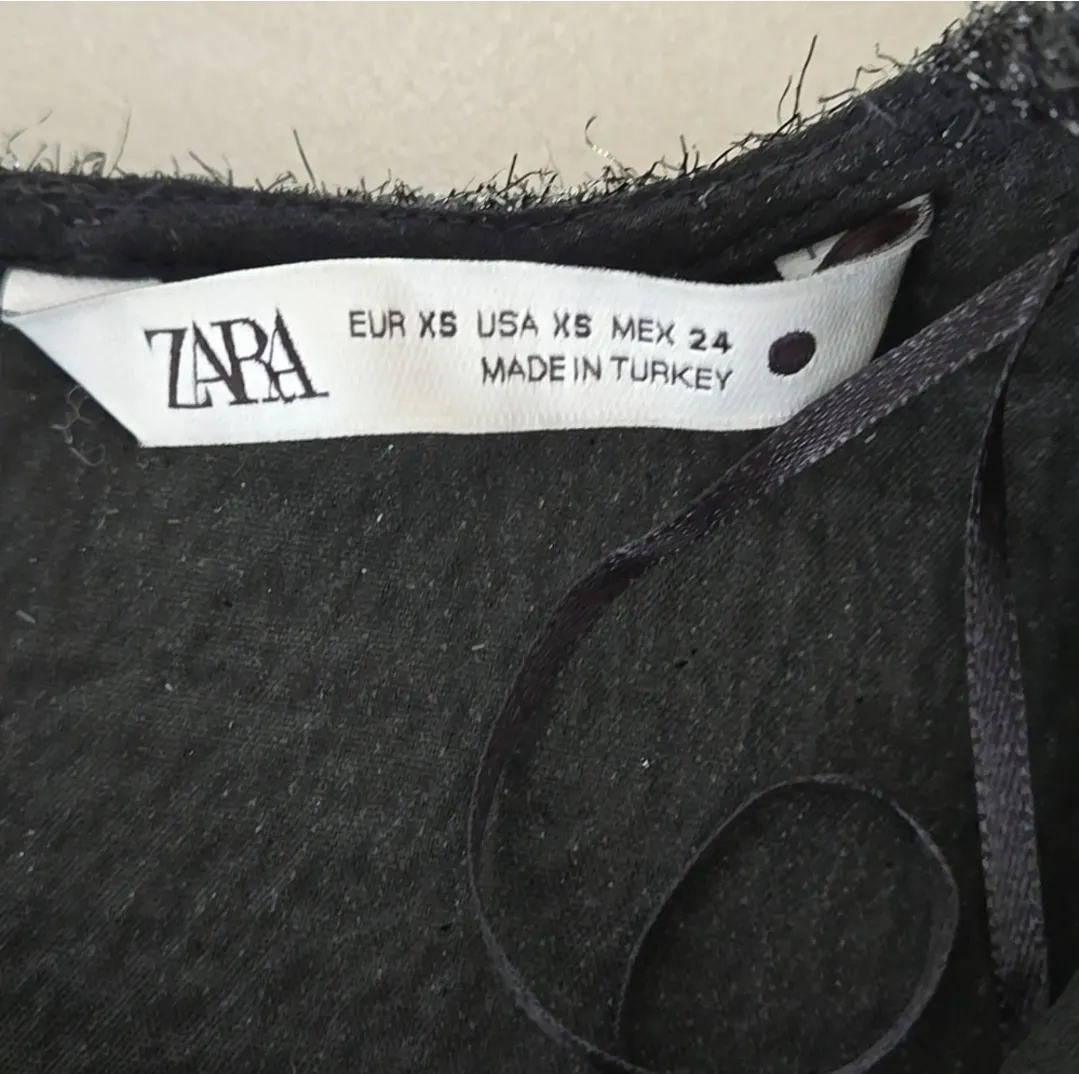 ZARA
EUR XS USA XS MEX 24
MADE IN TURKEY